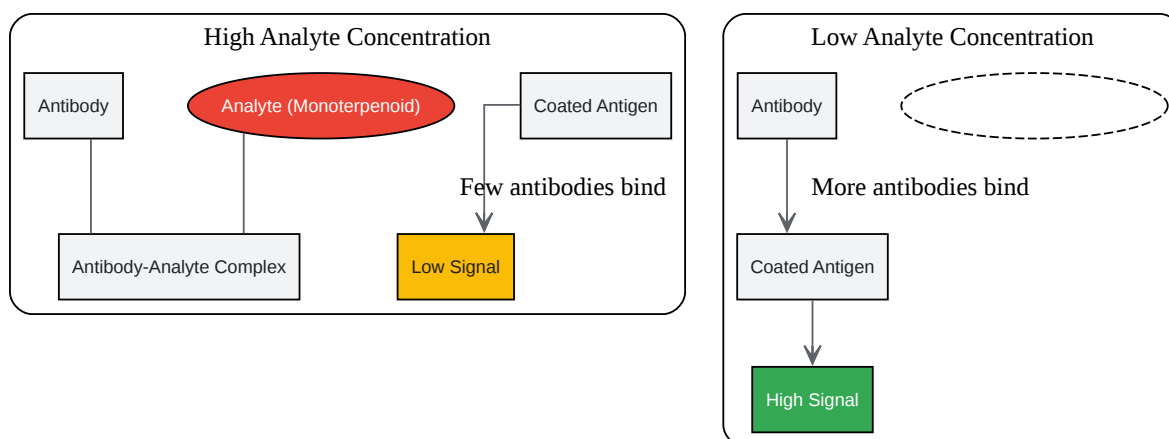 High Analyte Concentration
Antibody
Analyte (Monoterpenoid)
Coated Antigen
Few antibodies bind
Antibody-Analyte Complex
Low Signal
Low Analyte Concentration
Antibody
More antibodies bind
Coated Antigen
High Signal